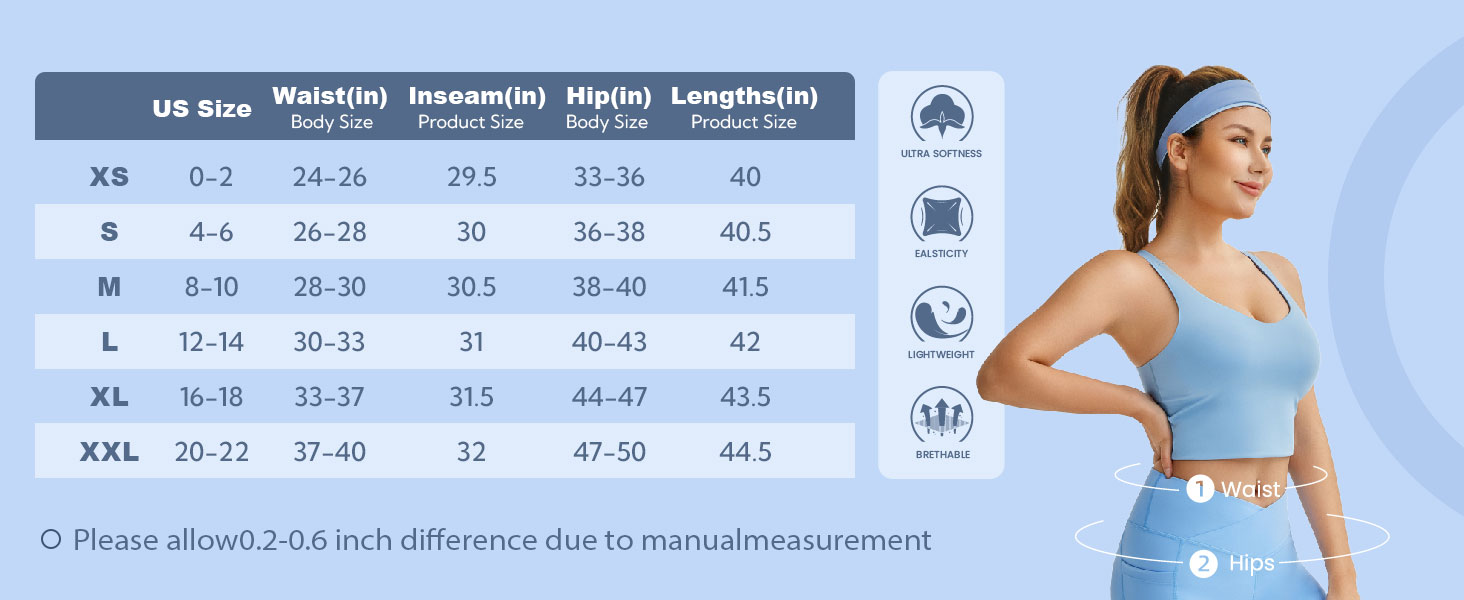 US Size Waist(in) Inseam(in) Hip(in) Lengths(in)
Body Size Product Size Body Size Product Size
XS 0-2 24-26 29.5 33-36 40
S 4-6 26-28 30 36-38 40.5
M 8-10 28-30 30.5 38-40 41.5
L 12-14 30-33 31 40-43 42
XL 16-18 33-37 31.5 44-47 43.5
XXL 20-22 37-40 32 47-50 44.5
Please allow0.2-0.6 inch difference due to manualmeasurement
ULTRA SOFTNESS
EALSTICITY
LIGHTWEIGHT
BRETHABLE
1 Waist
2 Hips